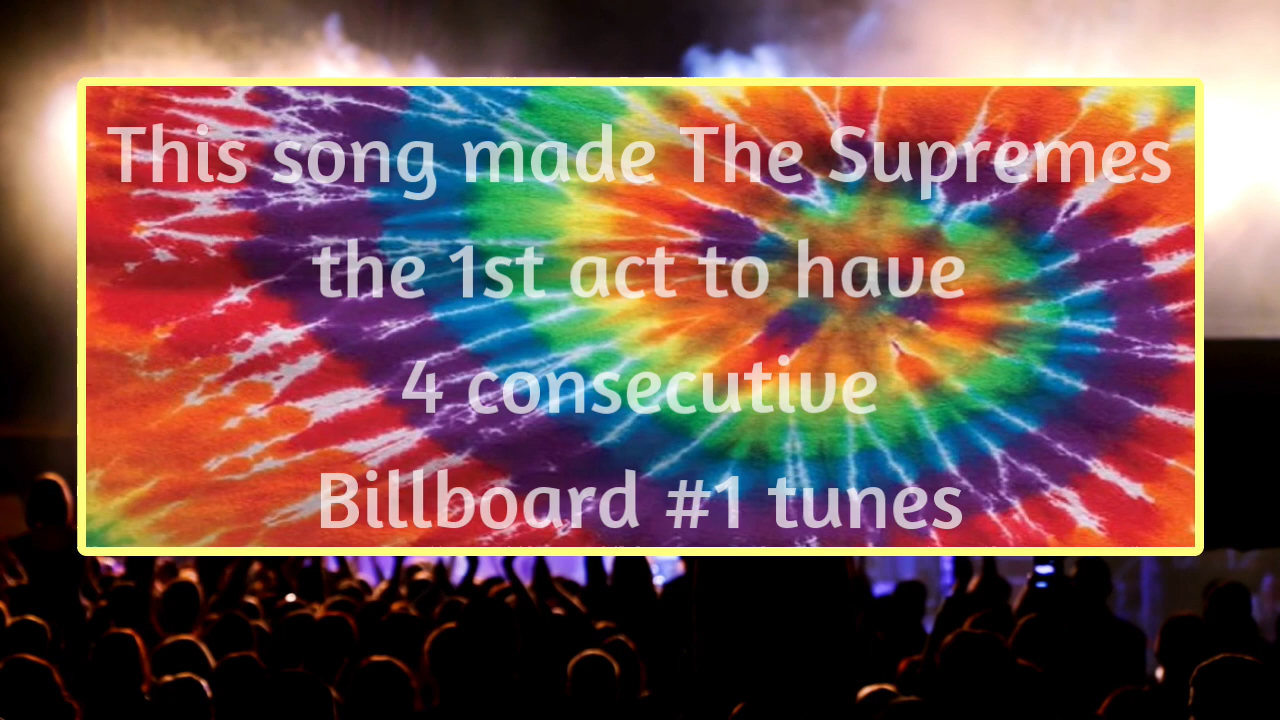 This song made The Supremes
the 1st act to have
4 consecutive
Billboard #1 tunes